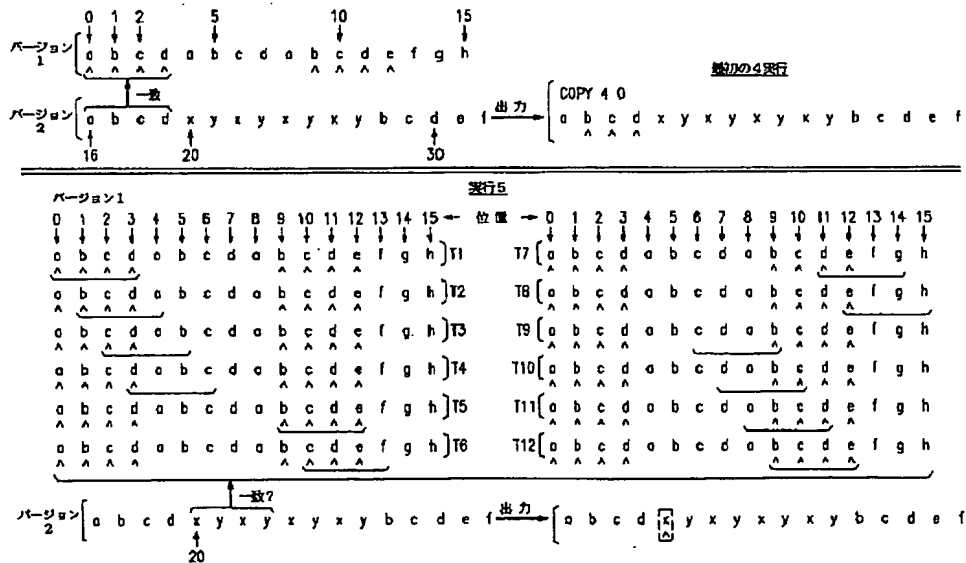 0 1 2 5 10 15
バージョン 1 a b c d a b c d a b c d e f g h
^ ^ ^ ^ ^ ^ ^ ^
一致
最初の4実行
バージョン 2 a b c d x y x y x y x y b c d e f 出力 COPY 4 0
a b c d x y x y x y x y b c d e f
^ ^ ^
16 20 30
実行5
バージョン1
0 1 2 3 4 5 6 7 8 9 10 11 12 13 14 15 ← 位置 → 0 1 2 3 4 5 6 7 8 9 10 11 12 13 14 15
a b c d a b c d a b c d e f g h ]T1 T7[ a b c d a b c d a b c d e f g h
^ ^ ^ ^ ^ ^ ^ ^ ^ ^ ^ ^ ^ ^ ^ ^
a b c d a b c d a b c d e f g h ]T2 T8[ a b c d a b c d a b c d e f g h
^ ^ ^ ^ ^ ^ ^ ^ ^ ^ ^ ^ ^ ^ ^ ^
a b c d a b c d a b c d e f g. h ]T3 T9[ a b c d a b c d a b c d e f g h
^ ^ ^ ^ ^ ^ ^ ^ ^ ^ ^ ^ ^ ^ ^ ^
a b c d a b c d a b c d e f g h ]T4 T10[ a b c d a b c d a b c d e f g h
^ ^ ^ ^ ^ ^ ^ ^ ^ ^ ^ ^ ^ ^ ^ ^
a b c d a b c d a b c d e f g h ]T5 T11[ a b c d a b c d a b c d e f g h
^ ^ ^ ^ ^ ^ ^ ^ ^ ^ ^ ^ ^ ^ ^ ^
a b c d a b c d a b c d e f g h ]T6 T12[ a b c d a b c d a b c d e f g h
^ ^ ^ ^ ^ ^ ^ ^ ^ ^ ^ ^ ^ ^ ^ ^
一致?
バージョン 2 a b c d x y x y x y x y b c d e f 出力 a b c d x y x y x y x y b c d e f
^
20